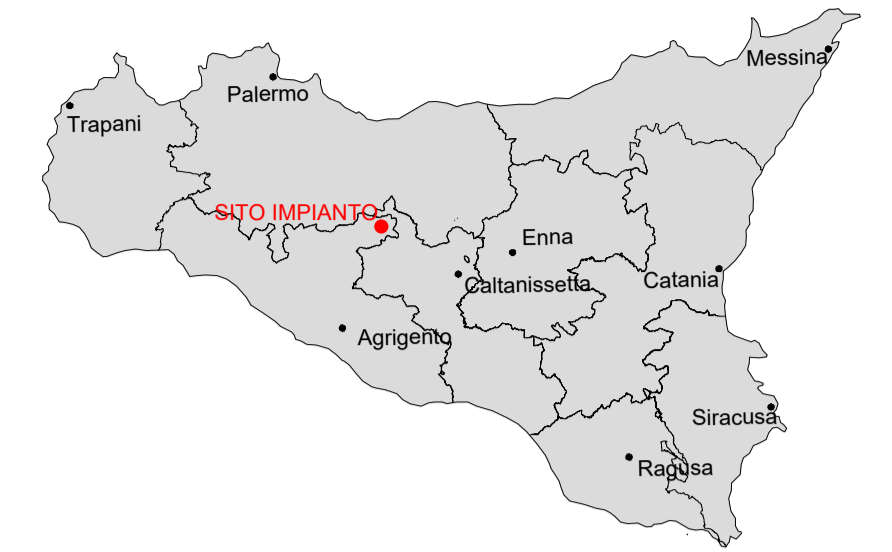 Messina
Palermo
Trapani
SITO IMPIANTO
Enna
Caltanissetta
Catania
Agrigento
Siracusa
Ragusa